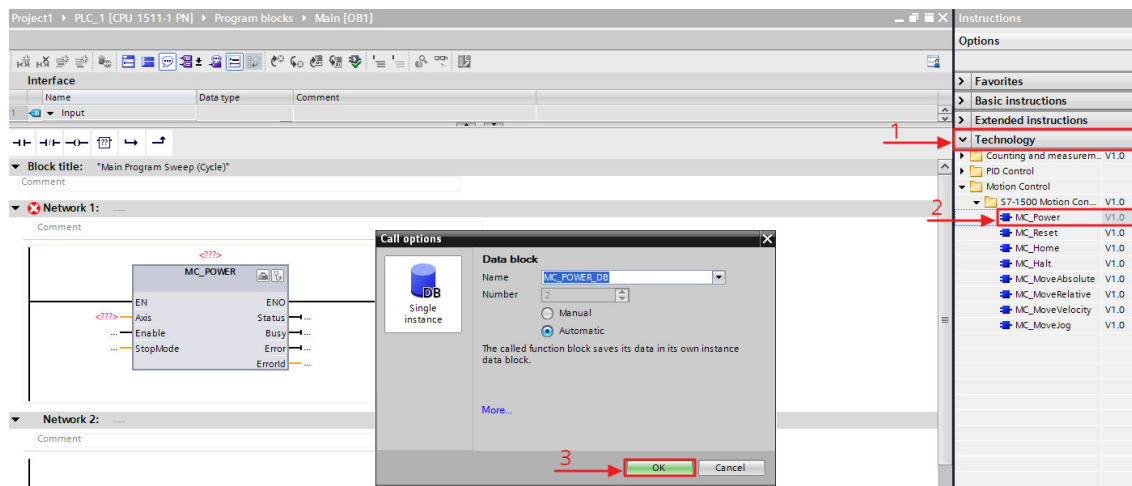 Project1 ▸ PLC_1 [CPU 1511-1 PN] ▸ Program blocks ▸ Main [OB1]
Instructions
Options
Interface
Name Data type Comment
1 Input
Favorites
Basic instructions
Extended instructions
1
Technology
Counting and measurem.. V1.0
PID Control
Motion Control
S7-1500 Motion Con... V1.0
2
MC_Power V1.0
MC_Reset V1.0
MC_Home V1.0
MC_Halt V1.0
MC_MoveAbsolute V1.0
MC_MoveRelative V1.0
MC_MoveVelocity V1.0
MC_MoveJog V1.0
??
Block title: "Main Program Sweep (Cycle)"
Comment
Network 1: .....
Comment
<???>
MC_POWER
EN ENO
<???> Axis Status ...
... Enable Busy ...
... StopMode Error ...
ErrorId ...
Network 2: .....
Comment
Call options
DB
Single
instance
Data block
Name MC_POWER_DB
Number 2
Manual
Automatic
The called function block saves its data in its own instance
data block.
More...
3
OK Cancel